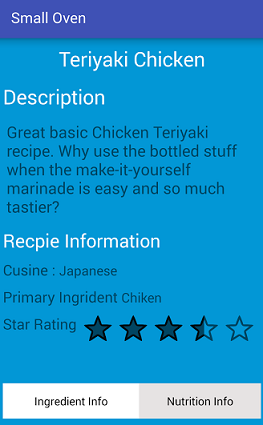 Small Oven
Teriyaki Chicken
Description
Great basic Chicken Teriyaki
recipe. Why use the bottled stuff
when the make-it-yourself
marinade is easy and so much
tastier?
Recpie Information
Cusine : Japanese
Primary Ingrident Chiken
Star Rating
Ingredient Info Nutrition Info